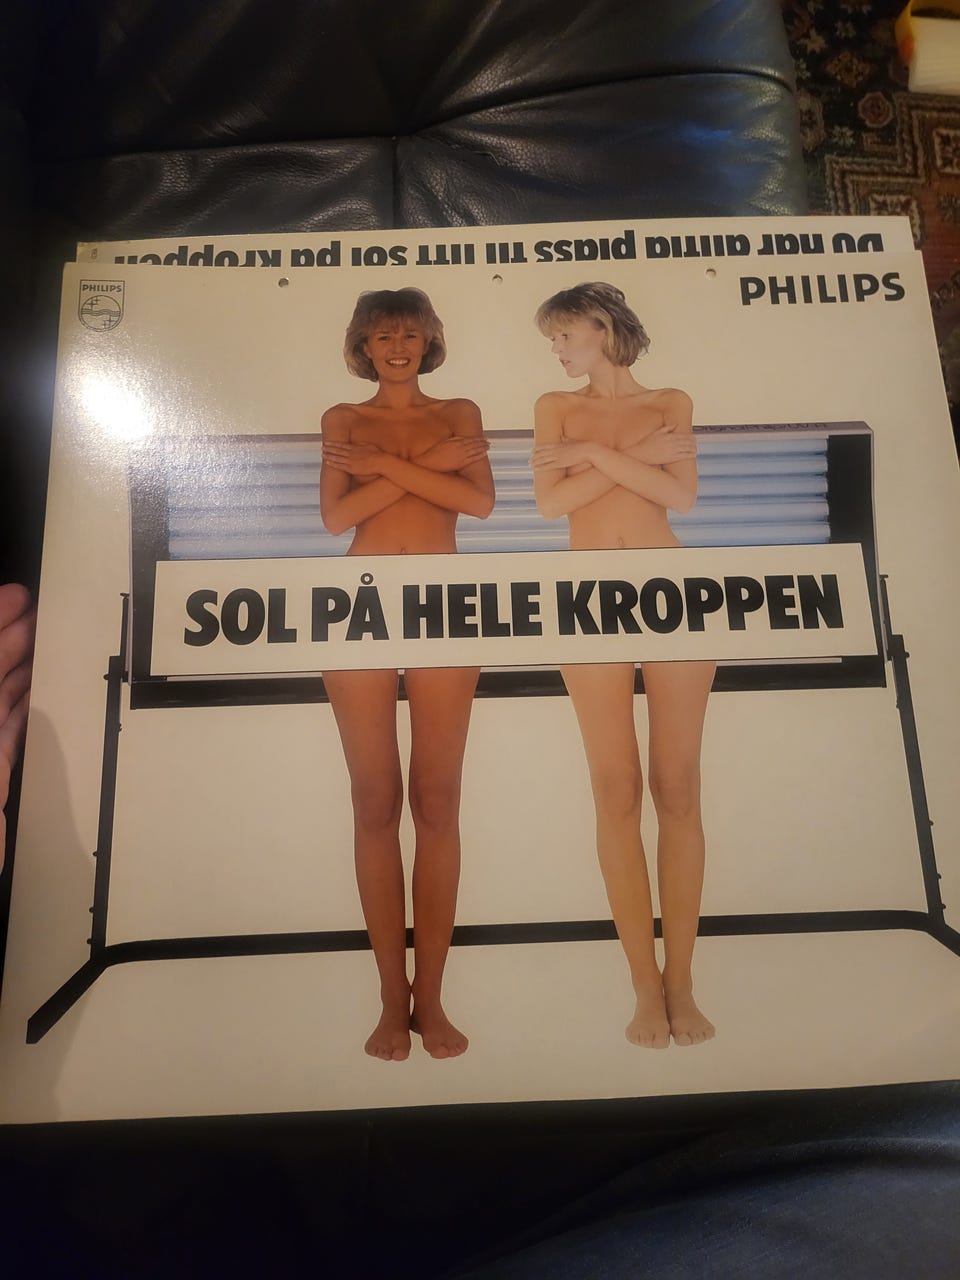 Du har alltid plass til litt sol på kroppen
PHILIPS
PHILIPS
SOL PÅ HELE KROPPEN